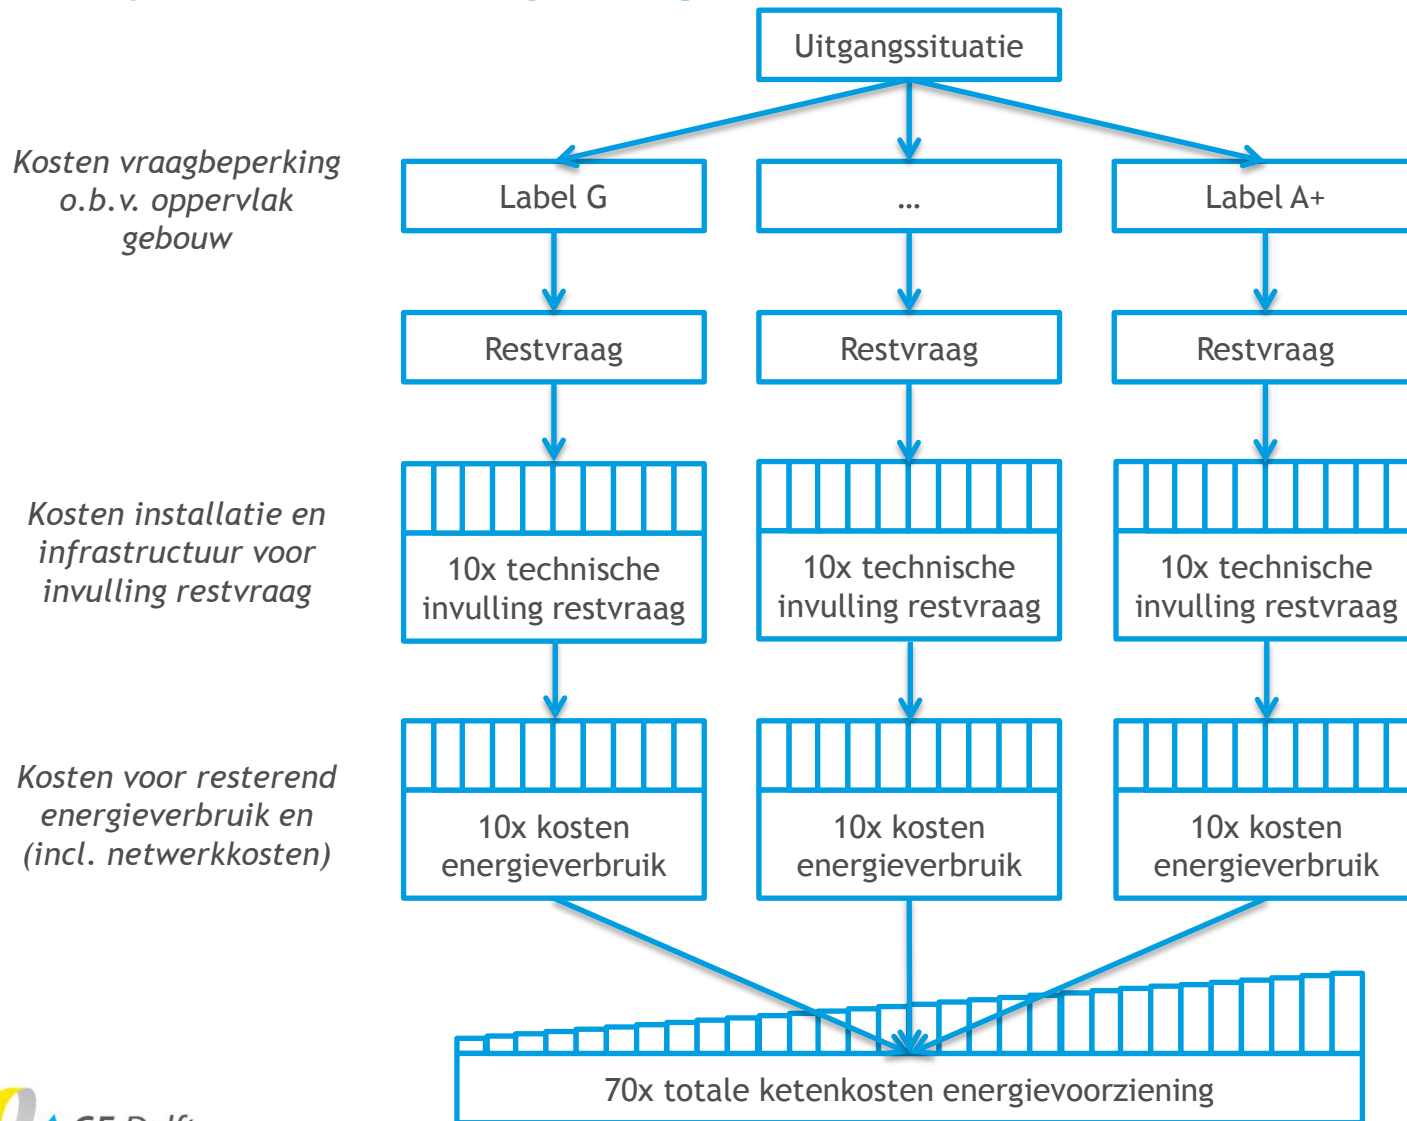 Uitgangssituatie
Kosten vraagbeperking
o.b.v. oppervlak
gebouw
Label G
...
Label A+
Restvraag
Restvraag
Restvraag
Kosten installatie en
infrastructuur voor
invulling restvraag
10x technische
invulling restvraag
10x technische
invulling restvraag
10x technische
invulling restvraag
Kosten voor resterend
energieverbruik en
(incl. netwerkkosten)
10x kosten
energieverbruik
10x kosten
energieverbruik
10x kosten
energieverbruik
70x totale ketenkosten energievoorziening
CE Delft